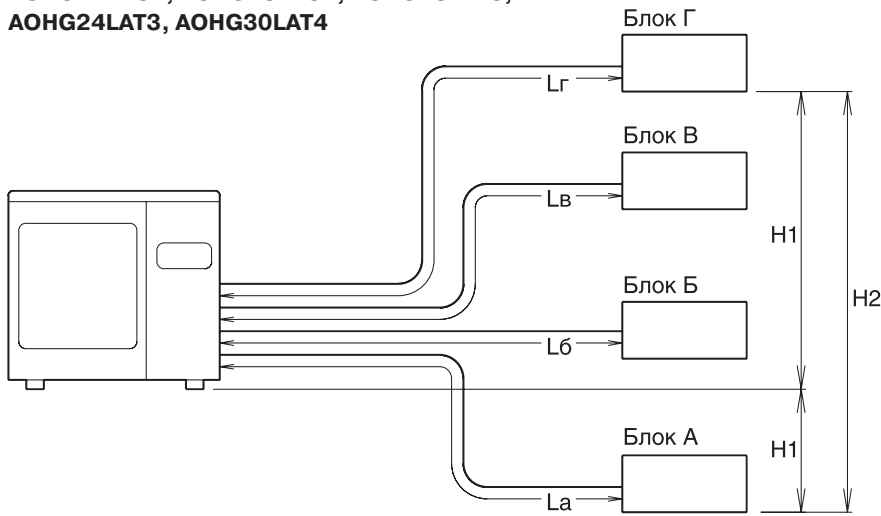 AOHG24LAT3, AOHG30LAT4
Блок Г
Lг
Блок В
Lв
H1
H2
Блок Б
Lб
Блок А
H1
Lа